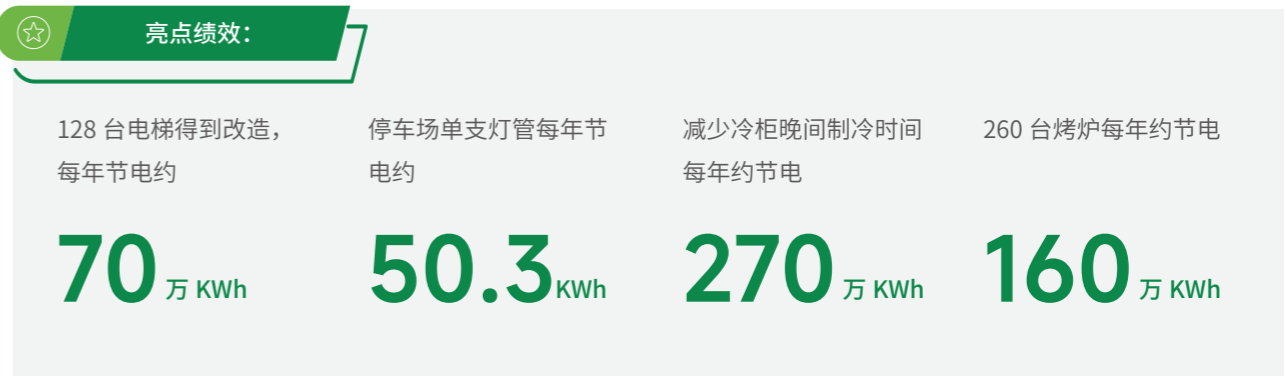 亮点绩效：
128 台电梯得到改造，
每年节电约
70 万 KWh
停车场单支灯管每年节
电约
50.3 KWh
减少冷柜晚间制冷时间
每年约节电
270 万 KWh
260 台烤炉每年约节电
160 万 KWh